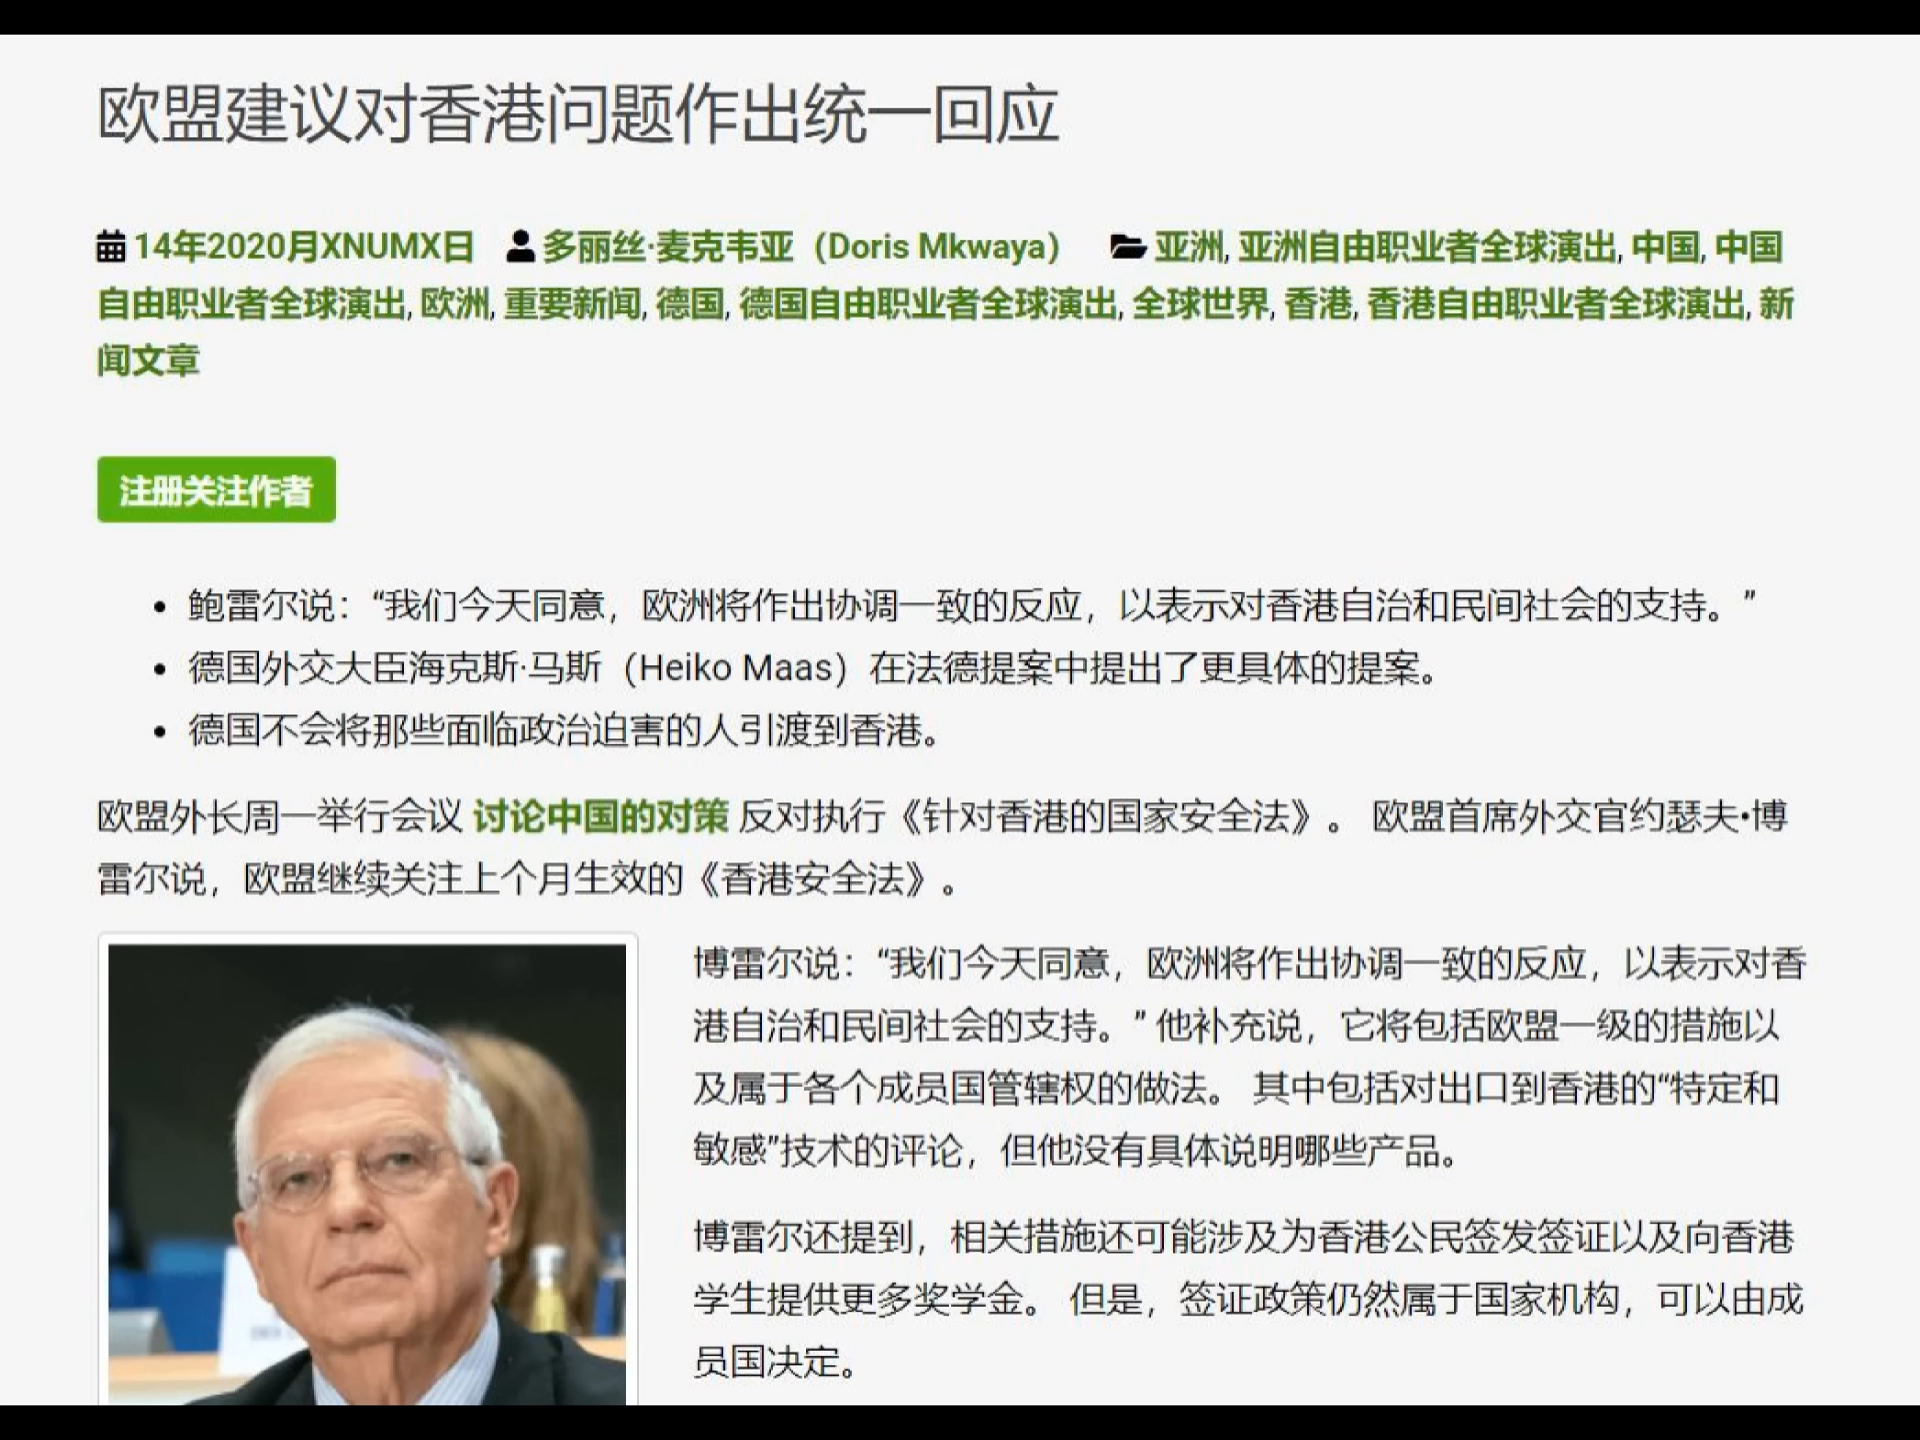 欧盟建议对香港问题作出统一回应
14年2020月XNUMX日 多丽丝·麦克韦亚（Doris Mkwaya） 亚洲, 亚洲自由职业者全球演出, 中国, 中国
自由职业者全球演出, 欧洲, 重要新闻, 德国, 德国自由职业者全球演出, 全球世界, 香港, 香港自由职业者全球演出, 新
闻文章
注册关注作者
• 鲍雷尔说：“我们今天同意，欧洲将作出协调一致的反应，以表示对香港自治和民间社会的支持。”
• 德国外交大臣海克斯·马斯（Heiko Maas）在法德提案中提出了更具体的提案。
• 德国不会将那些面临政治迫害的人引渡到香港。
欧盟外长周一举行会议 讨论中国的对策 反对执行《针对香港的国家安全法》。 欧盟首席外交官约瑟夫•博
雷尔说，欧盟继续关注上个月生效的《香港安全法》。
博雷尔说：“我们今天同意，欧洲将作出协调一致的反应，以表示对香
港自治和民间社会的支持。” 他补充说，它将包括欧盟一级的措施以
及属于各个成员国管辖权的做法。 其中包括对出口到香港的“特定和
敏感”技术的评论，但他没有具体说明哪些产品。
博雷尔还提到，相关措施还可能涉及为香港公民签发签证以及向香港
学生提供更多奖学金。 但是，签证政策仍然属于国家机构，可以由成
员国决定。